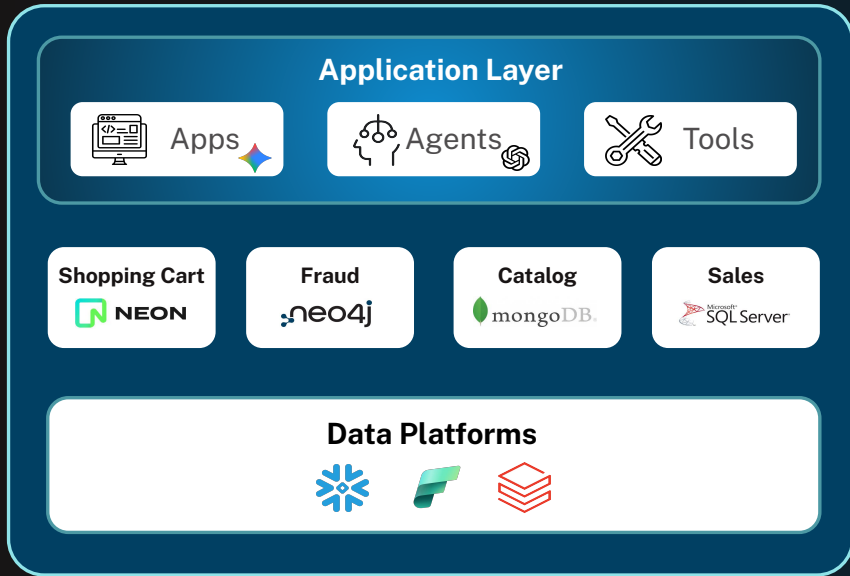 Application Layer
Apps
Agents
Tools
Shopping Cart
NEON
Fraud
neo4j
Catalog
mongoDB.
Sales
Microsoft
SQL Server
Data Platforms